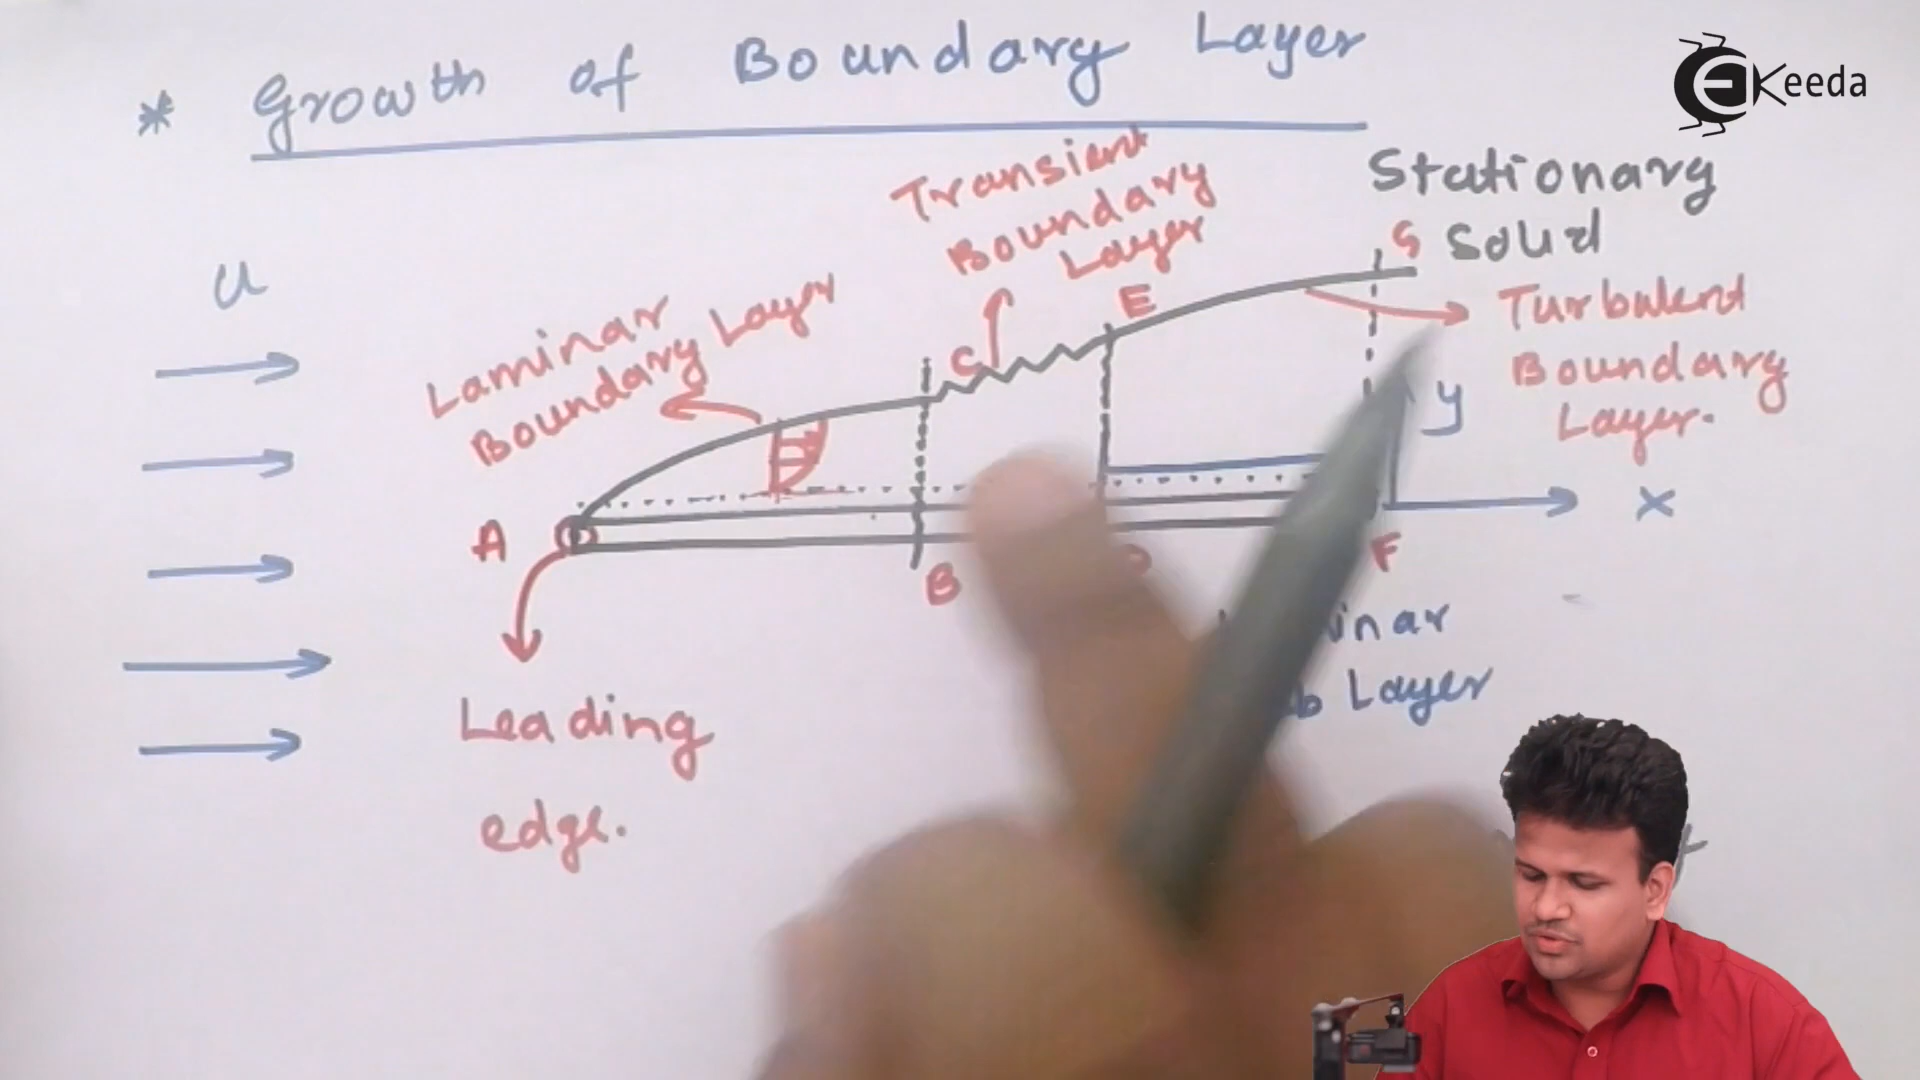 * Growth of Boundary Layer
Keeda
U
Laminar
Boundary Layer
Transient
Boundary
Layer
Stationary
Solid
Turbulent
Boundary
Layer.
C
E
G
y
x
A
B
D
F
Sub Layer
Leading
edge.